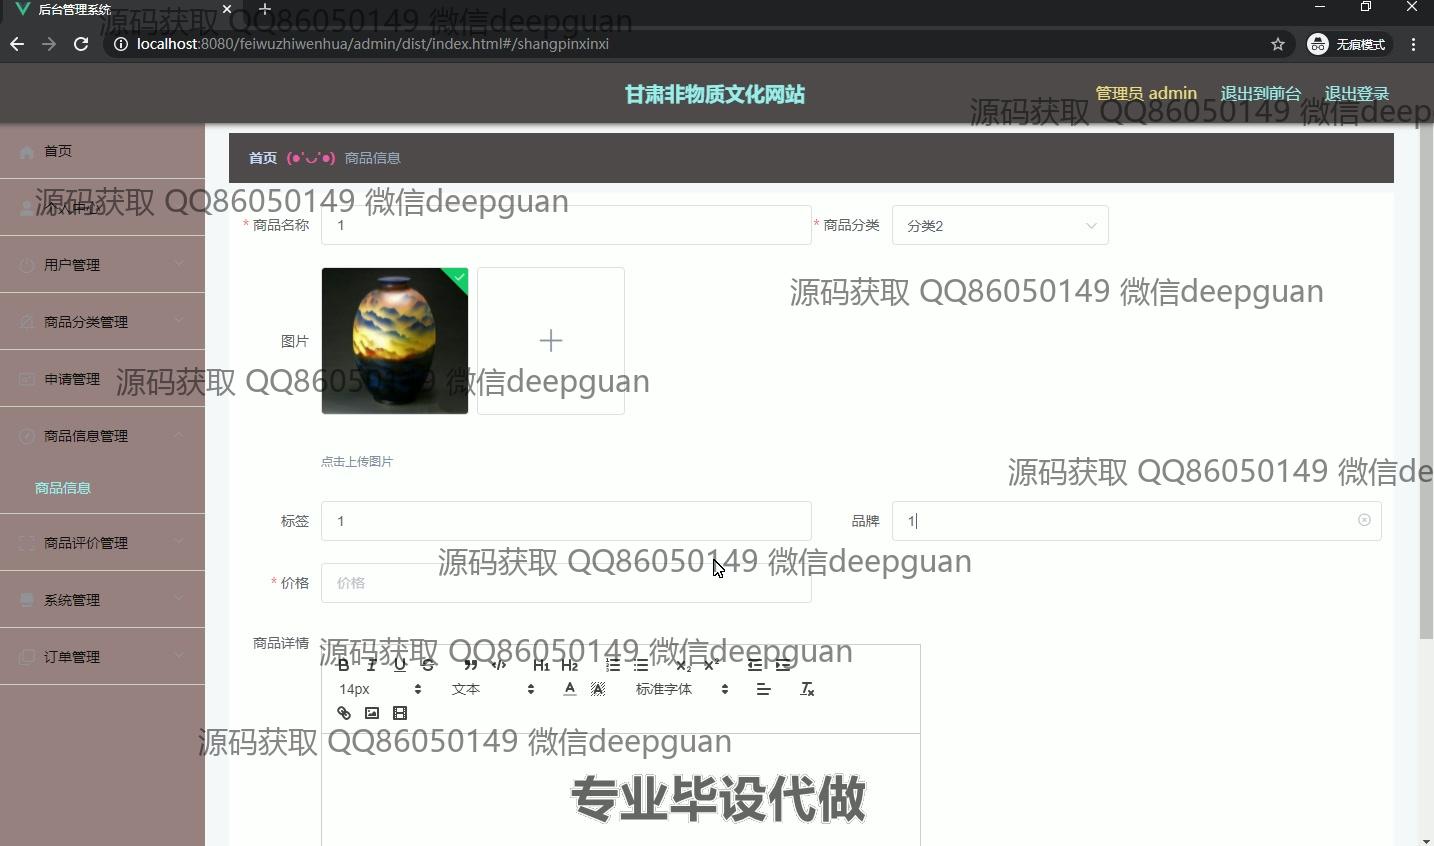 后台管理系统
源码获取 QQ86050149 微信deepguan
localhost:8080/feiwuzhiwenhua/admin/dist/index.html#/shangpinxinxi
无痕模式
甘肃非物质文化网站
管理员 admin 退出到前台 退出登录
源码获取 QQ86050149 微信deep
首页
首页 (●'◡'●) 商品信息
源码获取 QQ86050149 微信deepguan
个人中心
* 商品名称 1
* 商品分类 分类2
用户管理
源码获取 QQ86050149 微信deepguan
商品分类管理
图片
申请管理
源码获取 QQ86050149 微信deepguan
商品信息管理
点击上传图片
源码获取 QQ86050149 微信de
商品信息
标签 1
品牌 1
商品评价管理
源码获取 QQ86050149 微信deepguan
* 价格 价格
系统管理
商品详情
源码获取 QQ86050149 微信deepguan
订单管理
B I U S ” </> H1 H2 X2 X2
14px 文本 A A 标准字体 Tx
源码获取 QQ86050149 微信deepguan
专业毕设代做